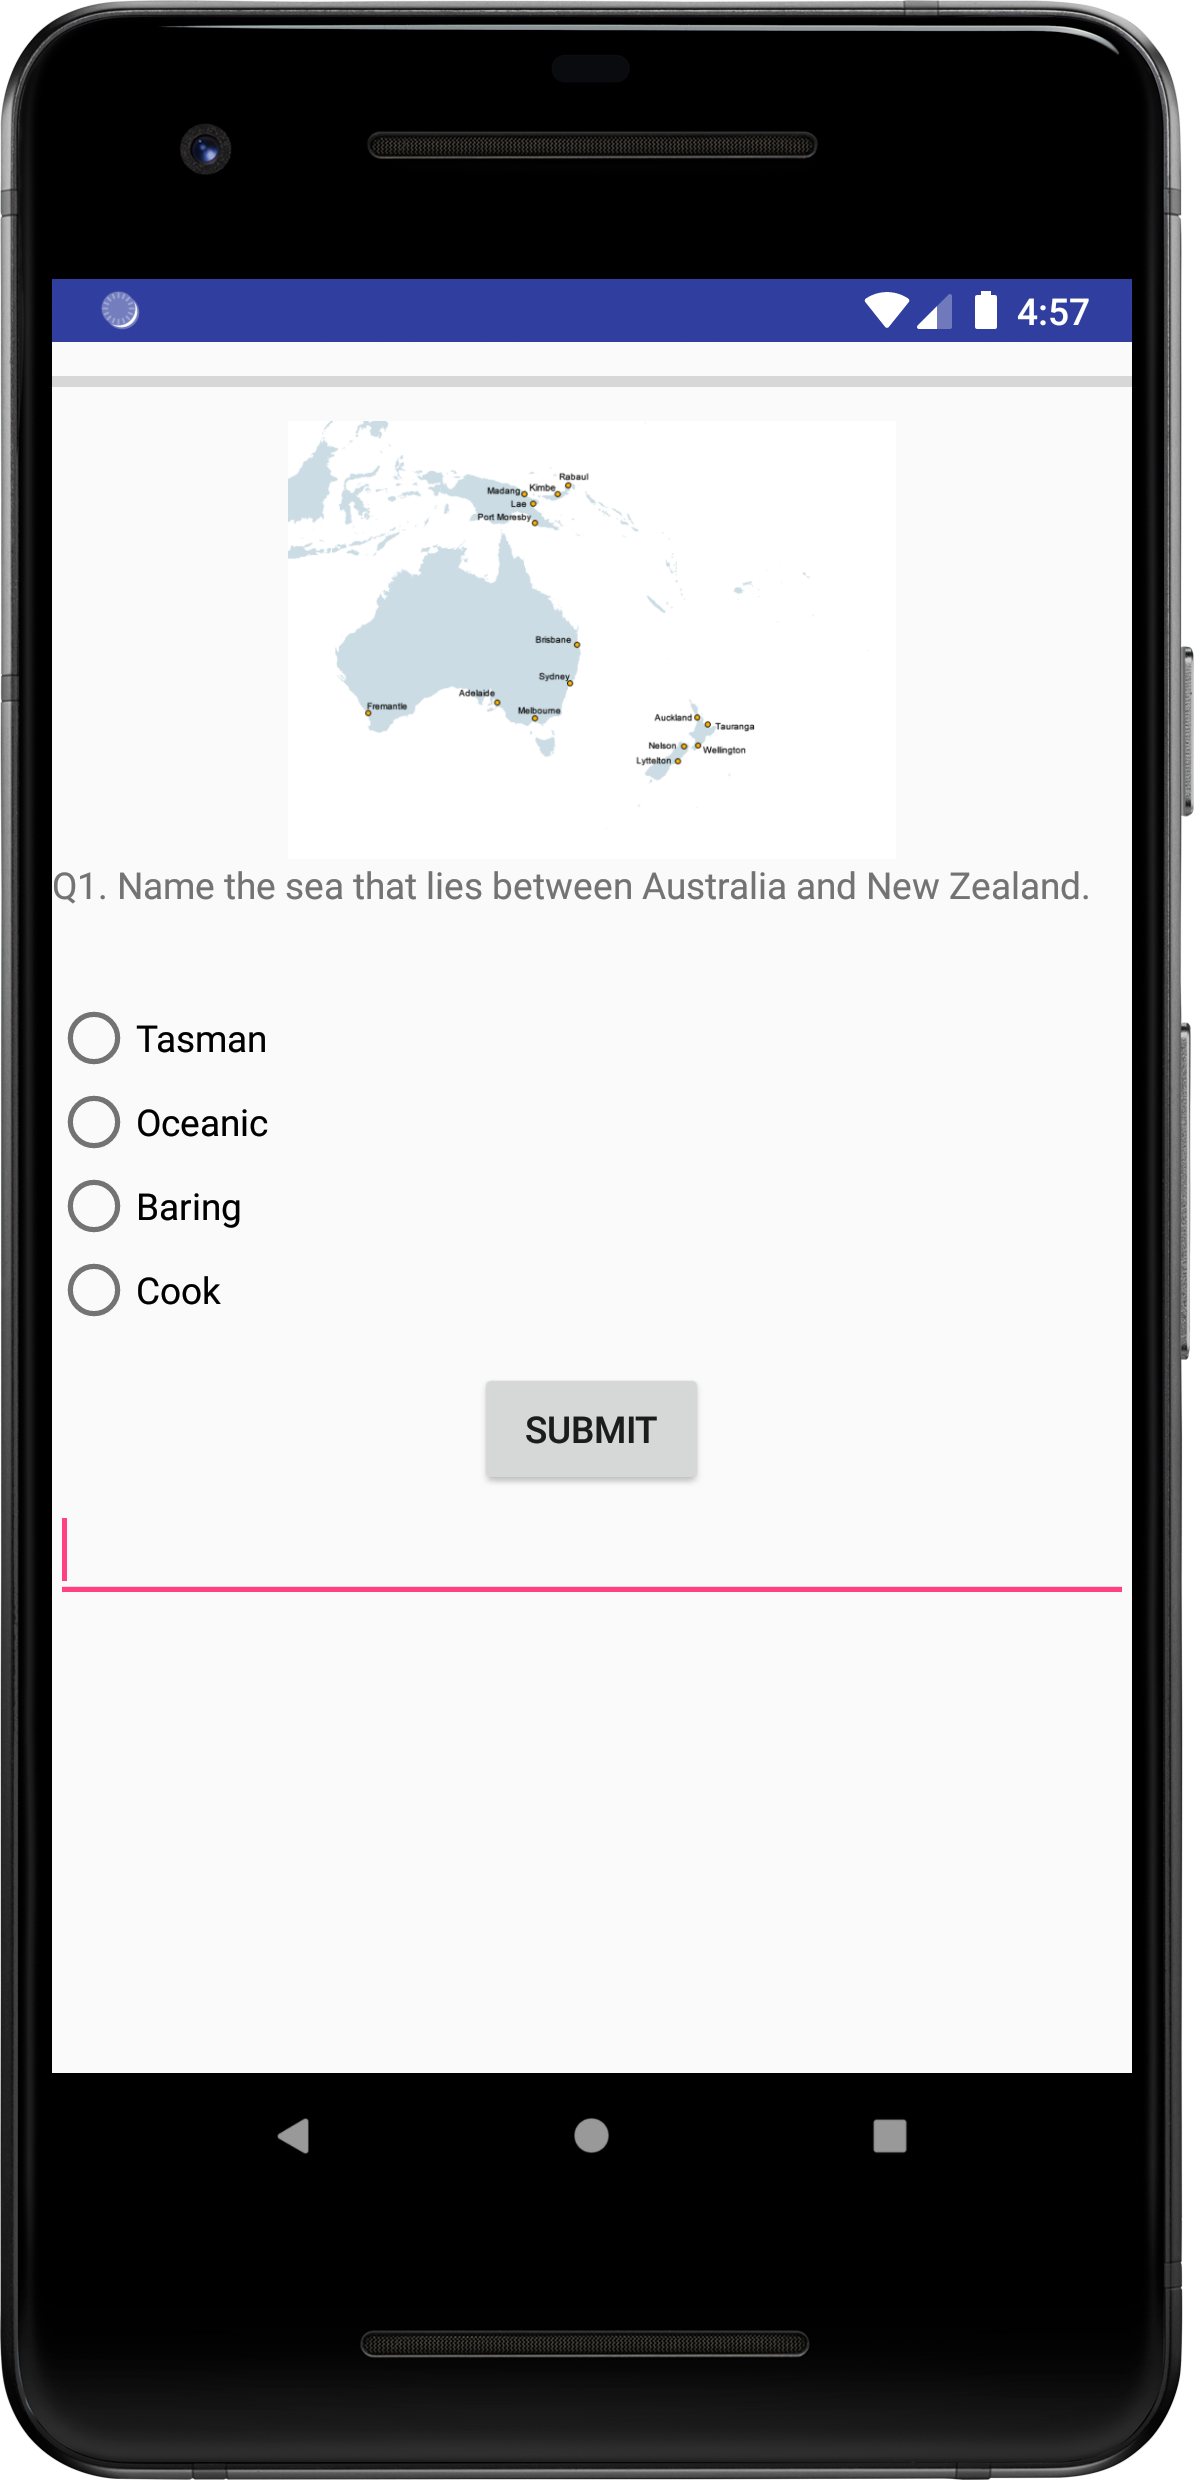 4:57
Rabaul
Madang Kimbe
Lae
Port Moresby
Brisbane
Sydney
Adelaide
Fremantle
Melbourne
Auckland
Tauranga
Nelson
Wellington
Lyttelton
Q1. Name the sea that lies between Australia and New Zealand.
Tasman
Oceanic
Baring
Cook
SUBMIT